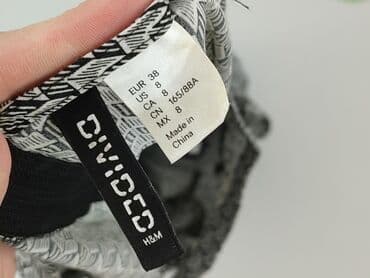 EUR 38
US 8
CA 8
CN 165/88A
MX 8
Made in
China
DIVIDED
H&M